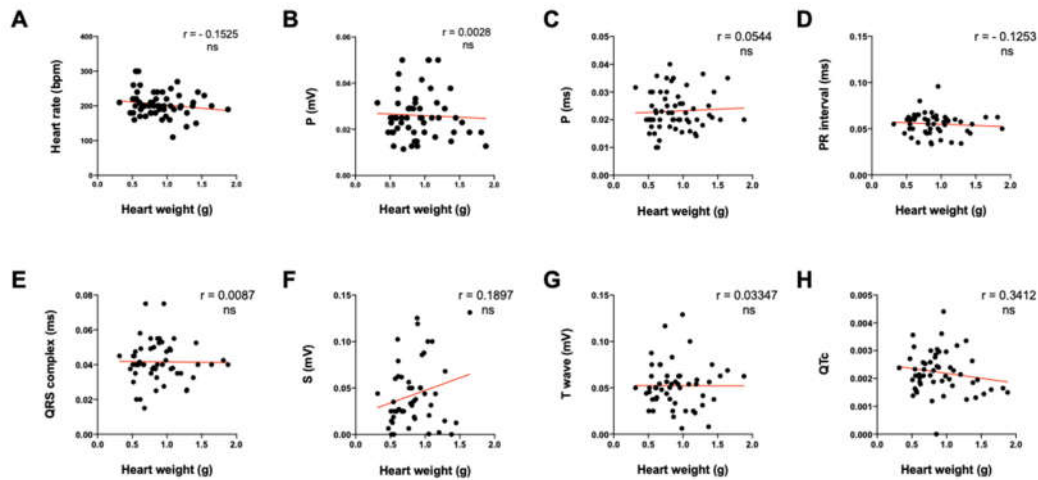 A
r = - 0.1525
ns
Heart rate (bpm)
400
300
200
100
0
0.0 0.5 1.0 1.5 2.0
Heart weight (g)
B
r = 0.0028
ns
P (mV)
0.06
0.04
0.02
0.00
0.0 0.5 1.0 1.5 2.0
Heart weight (g)
C
r = 0.0544
ns
P (ms)
0.05
0.04
0.03
0.02
0.01
0.00
0.0 0.5 1.0 1.5 2.0
Heart weight (g)
D
r = - 0.1253
ns
PR interval (ms)
0.15
0.10
0.05
0.00
0.0 0.5 1.0 1.5 2.0
Heart weight (g)
E
r = 0.0087
ns
QRS complex (ms)
0.10
0.08
0.06
0.04
0.02
0.00
0.0 0.5 1.0 1.5 2.0
Heart weight (g)
F
r = 0.1897
ns
S (mV)
0.15
0.10
0.05
0.00
0.0 0.5 1.0 1.5 2.0
Heart weight (g)
G
r = 0.03347
ns
T wave (mV)
0.15
0.10
0.05
0.00
0.0 0.5 1.0 1.5 2.0
Heart weight (g)
H
r = 0.3412
ns
QTc
0.005
0.004
0.003
0.002
0.001
0.000
0.0 0.5 1.0 1.5 2.0
Heart weight (g)